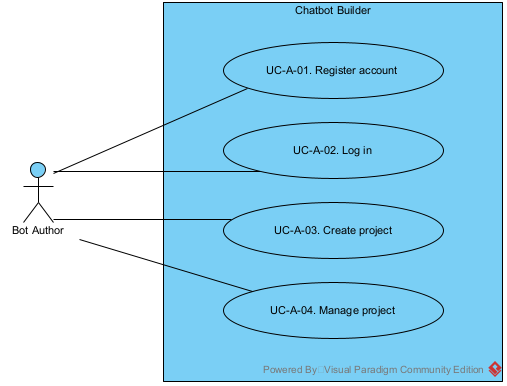 Chatbot Builder
UC-A-01. Register account
UC-A-02. Log in
Bot Author
UC-A-03. Create project
UC-A-04. Manage project
Powered By: Visual Paradigm Community Edition